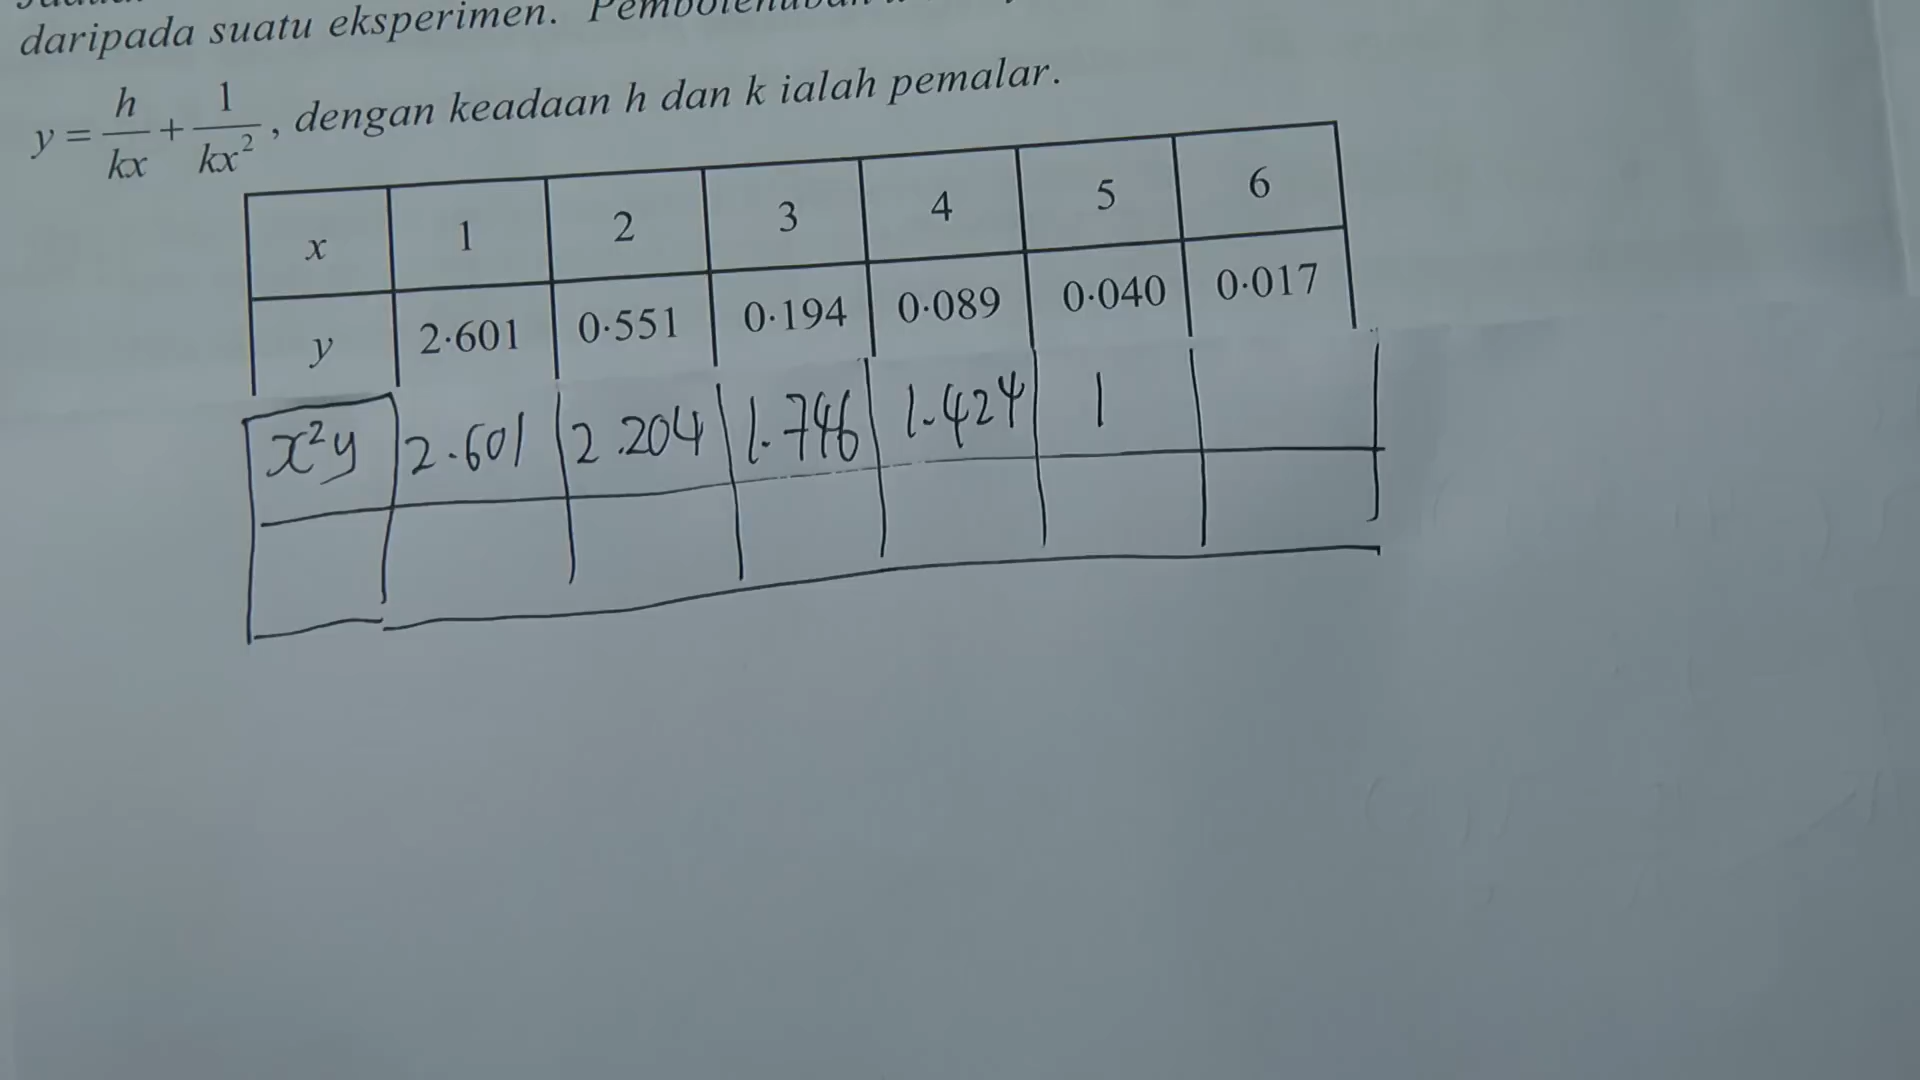 daripada suatu eksperimen.
y = h/kx + 1/kx², dengan keadaan h dan k ialah pemalar.
x 1 2 3 4 5 6
y 2·601 0·551 0·194 0·089 0·040 0·017
x²y 2.601 2.204 1.746 1.424 1